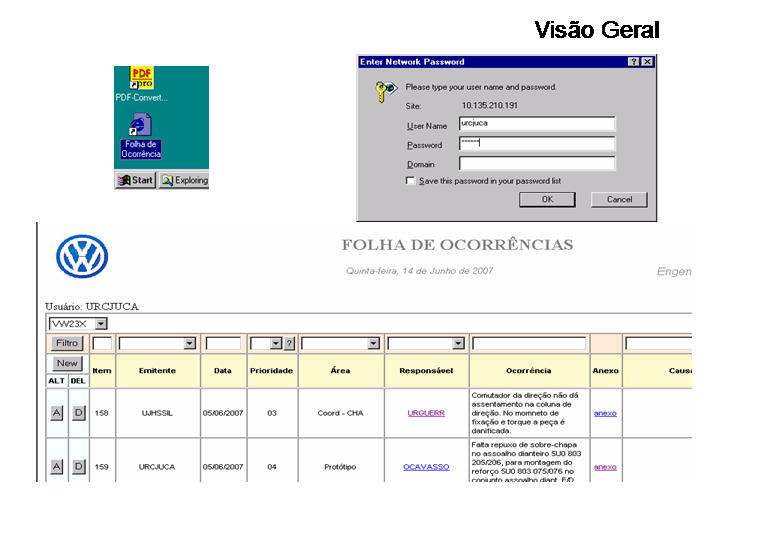 Visão Geral
PDF
pro
PDF-Convert...
Folha de
Ocorrência
Start
Exploring
Enter Network Password
? X
Please type your user name and password.
Site: 10.135.210.191
User Name urcjuca
Password ******
Domain
Save this password in your password list
OK Cancel
FOLHA DE OCORRÊNCIAS
Quinta-feira, 14 de Junho de 2007
Engen
Usuário: URCJUCA
VW23X
Filtro ?
New
ALT DEL Item Emitente Data Prioridade Área Responsável Ocorrência Anexo Causa
A D 158 UJHSSIL 05/06/2007 03 Coord - CHA URGUERR anexo
Comutador da direção não dá
assentamento na coluna de
direção. No momneto de
fixação e torque a peça é
danificada.
A D 159 URCJUCA 05/06/2007 04 Protótipo OCAVASSO anexo
Falta repuxo de sobre-chapa
no assoalho dianteiro 5U0 803
205/206, para montagem do
reforço 5U0 803 075/076 no
conjunto assoalho diant. E/D